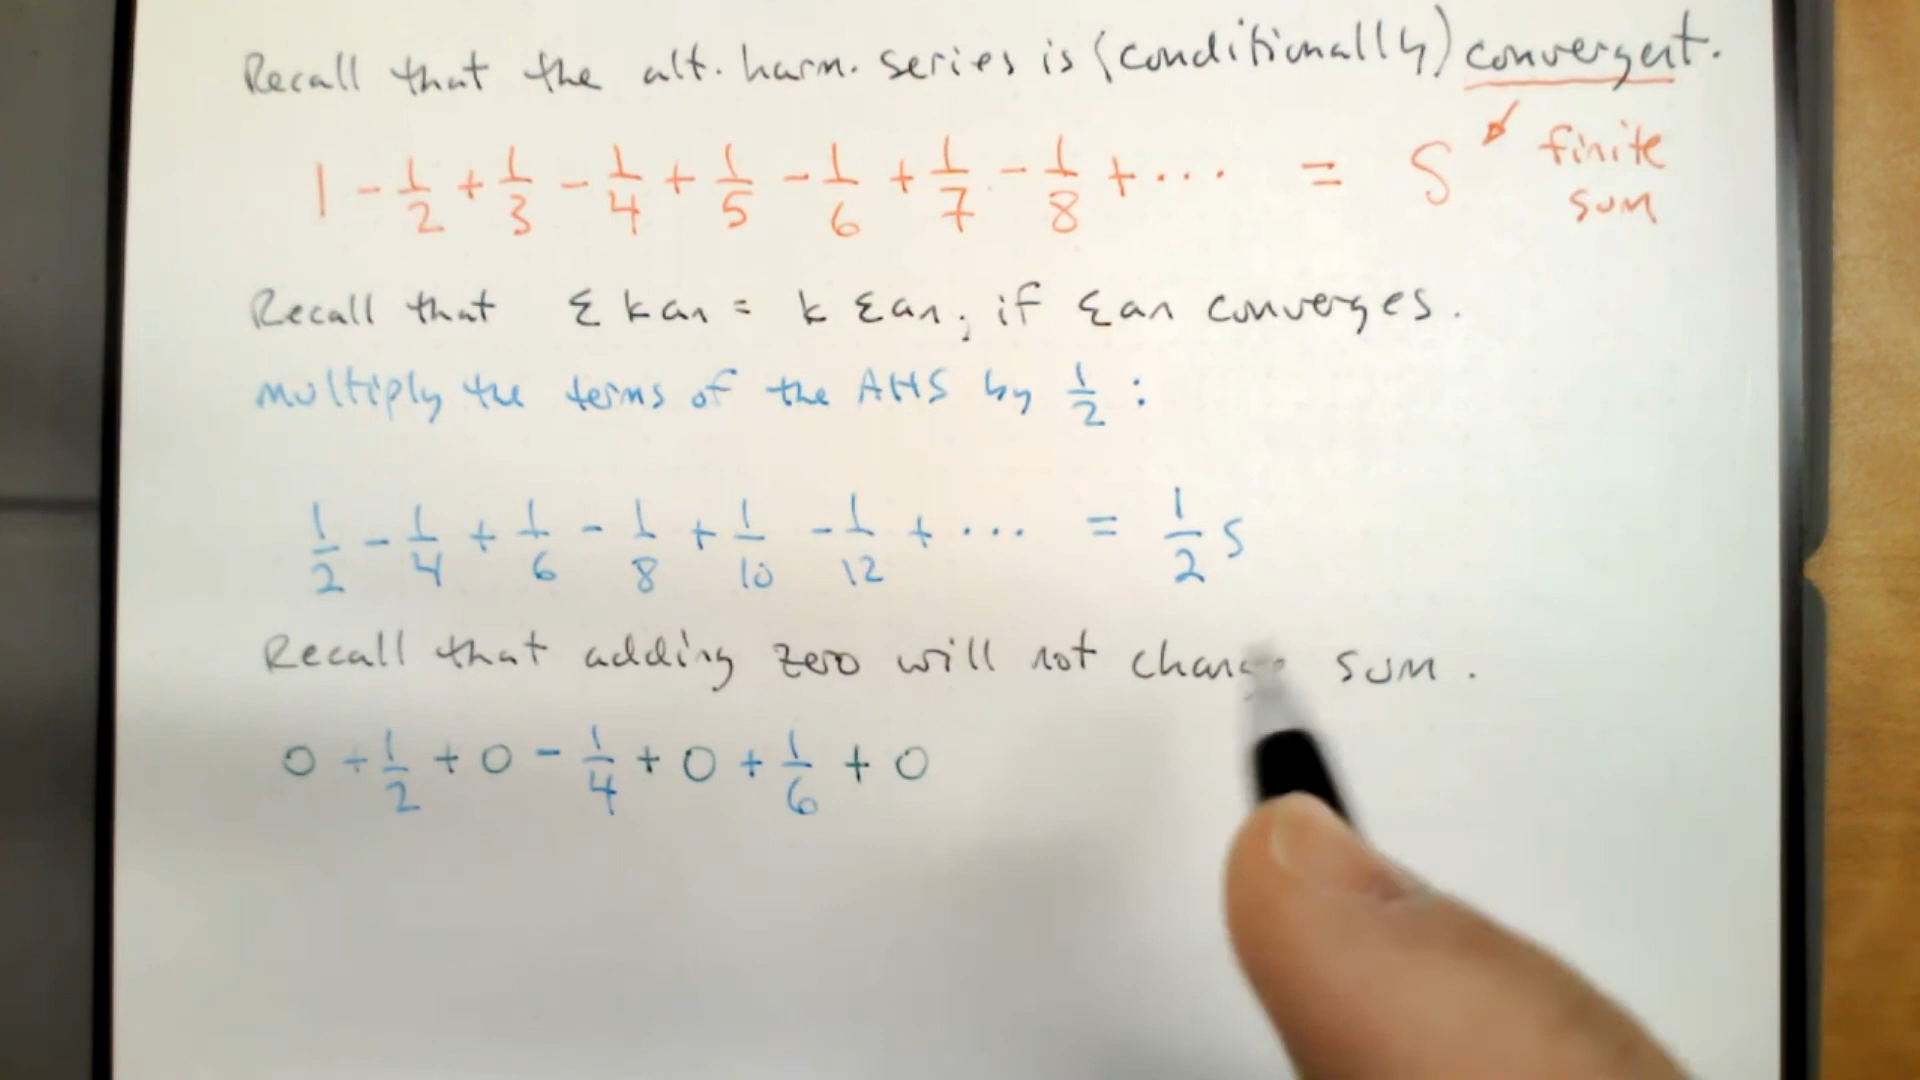 Recall that the alt. harm. series is (conditionally) convergent.
1 - 1/2 + 1/3 - 1/4 + 1/5 - 1/6 + 1/7 - 1/8 + ... = S finite sum
Recall that Σ k an = k Σ an, if Σ an converges.
Multiply the terms of the AHS by 1/2 :
1/2 - 1/4 + 1/6 - 1/8 + 1/10 - 1/12 + ... = 1/2 S
Recall that adding zero will not sum.
0 + 1/2 + 0 - 1/4 + 0 + 1/6 + 0